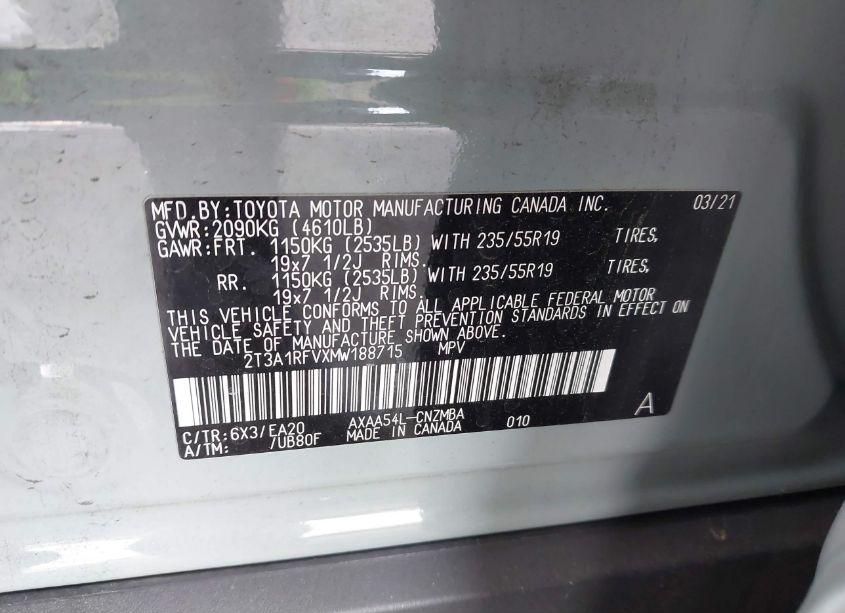 MFD.BY:TOYOTA MOTOR MANUFACTURING CANADA INC. 03/21
GVWR:2090KG (4610LB)
GAWR:FRT. 1150KG (2535LB) WITH 235/55R19 TIRES,
19x7 1/2J RIMS.
RR. 1150KG (2535LB) WITH 235/55R19 TIRES,
19x7 1/2J RIMS.
THIS VEHICLE CONFORMS TO ALL APPLICABLE FEDERAL MOTOR
VEHICLE SAFETY AND THEFT PREVENTION STANDARDS IN EFFECT ON
THE DATE OF MANUFACTURE SHOWN ABOVE.
2T3A1RFVXMW188715 MPV
C/TR:6X3/EA20 AXAA54L-CNZMBA 010 A
A/TM: /UB80F MADE IN CANADA